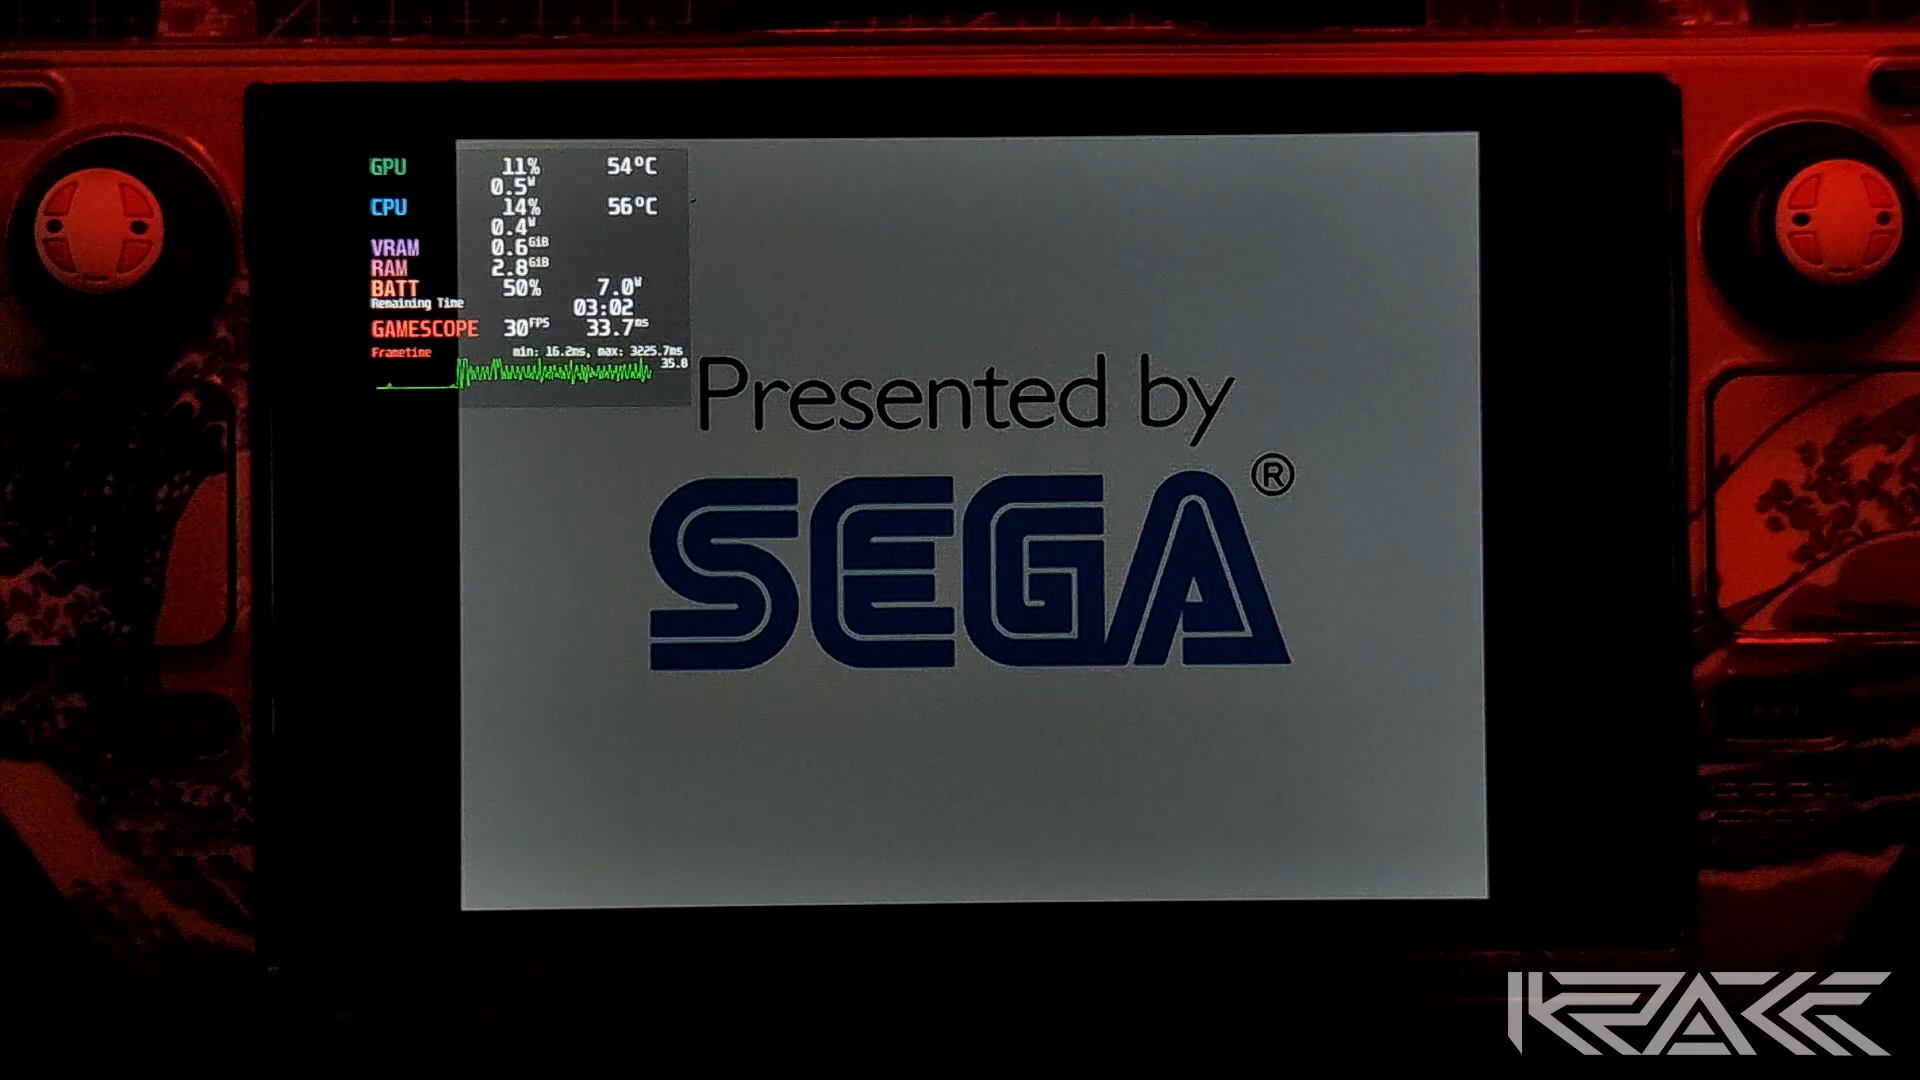 GPU 11% 54°C
0.5W
CPU 14% 56°C
0.4W
VRAM 0.6GiB
RAM 2.8GiB
BATT 50% 7.0W
Remaining Time 03:02
GAMESCOPE 30FPS 33.7ms
Frametime min: 16.2ms, max: 3225.7ms
35.0
Presented by
SEGA®